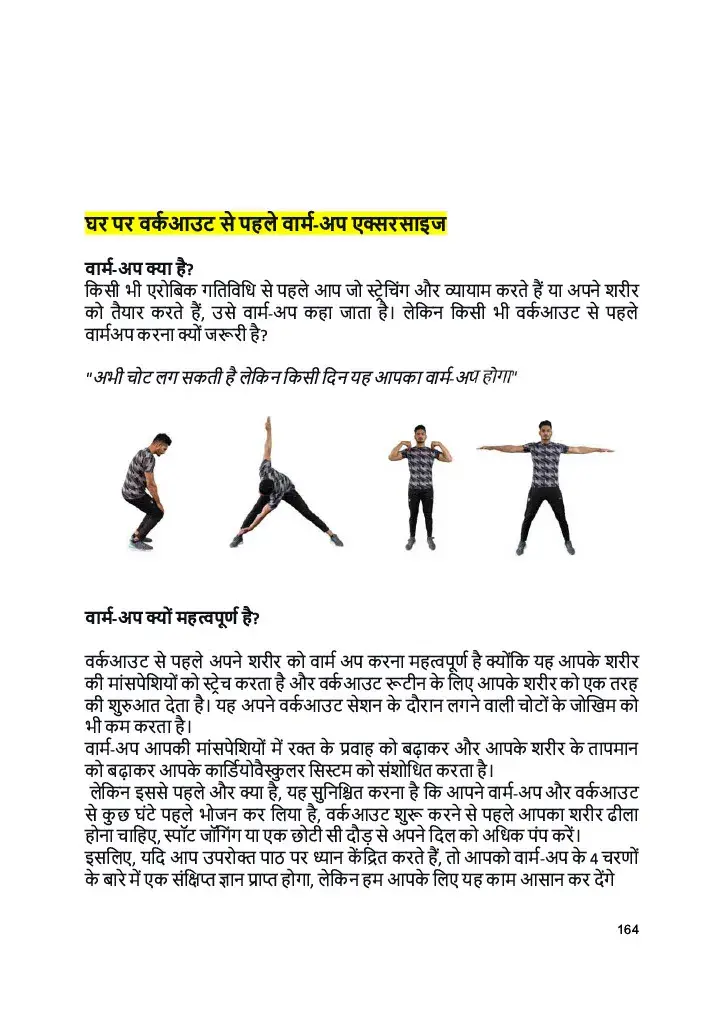 घर पर वर्कआउट से पहले वार्म-अप एक्सरसाइज
वार्म-अप क्या है?
किसी भी एरोबिक गतिविधि से पहले आप जो स्ट्रेचिंग और व्यायाम करते हैं या अपने शरीर
को तैयार करते हैं, उसे वार्म-अप कहा जाता है। लेकिन किसी भी वर्कआउट से पहले
वार्मअप करना क्यों जरूरी है?
"अभी चोट लग सकती है लेकिन किसी दिन यह आपका वार्म-अप होगा"
वार्म-अप क्यों महत्वपूर्ण है?
वर्कआउट से पहले अपने शरीर को वार्म अप करना महत्वपूर्ण है क्योंकि यह आपके शरीर
की मांसपेशियों को स्ट्रेच करता है और वर्कआउट रूटीन के लिए आपके शरीर को एक तरह
की शुरुआत देता है। यह अपने वर्कआउट सेशन के दौरान लगने वाली चोटों के जोखिम को
भी कम करता है।
वार्म-अप आपकी मांसपेशियों में रक्त के प्रवाह को बढ़ाकर और आपके शरीर के तापमान
को बढ़ाकर आपके कार्डियोवैस्कुलर सिस्टम को संशोधित करता है।
लेकिन इससे पहले और क्या है, यह सुनिश्चित करना है कि आपने वार्म-अप और वर्कआउट
से कुछ घंटे पहले भोजन कर लिया है, वर्कआउट शुरू करने से पहले आपका शरीर ढीला
होना चाहिए, स्पॉट जॉगिंग या एक छोटी सी दौड़ से अपने दिल को अधिक पंप करें।
इसलिए, यदि आप उपरोक्त पाठ पर ध्यान केंद्रित करते हैं, तो आपको वार्म-अप के 4 चरणों
के बारे में एक संक्षिप्त ज्ञान प्राप्त होगा, लेकिन हम आपके लिए यह काम आसान कर देंगे
164